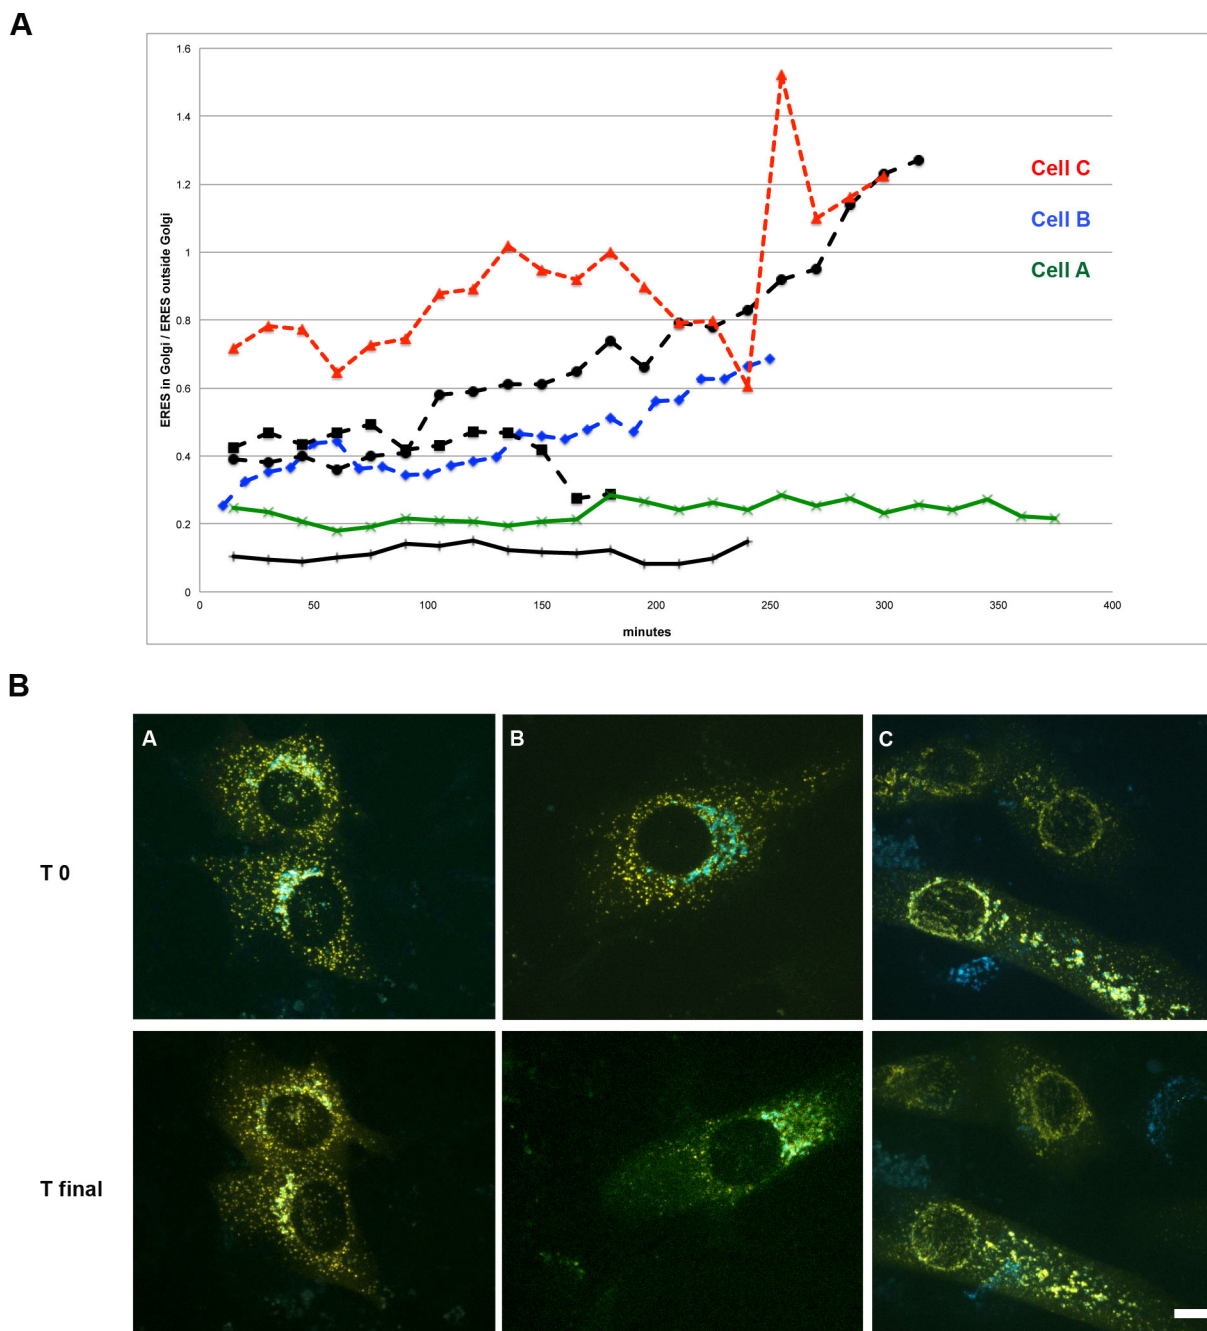 A
1.6
1.4
1.2
1
0.8
0.6
0.4
0.2
0
ERES in Golgi / ERES outside Golgi
0 50 100 150 200 250 300 350 400
minutes
Cell C
Cell B
Cell A
B
A B C
T 0
T final